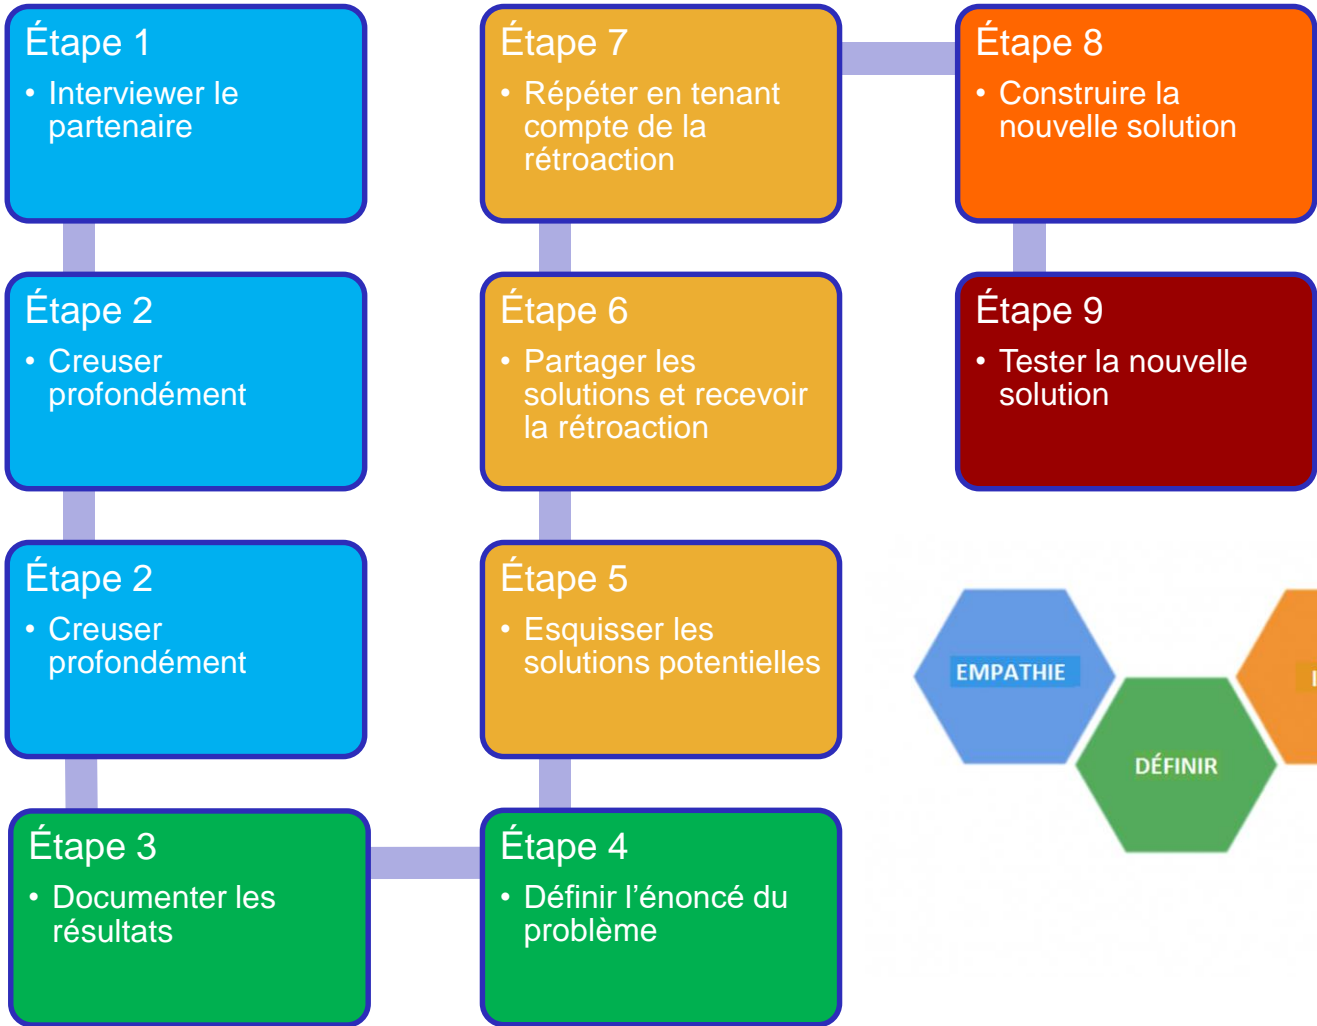 Étape 1
• Interviewer le
partenaire
Étape 2
• Creuser
profondément
Étape 2
• Creuser
profondément
Étape 3
• Documenter les
résultats
Étape 4
• Définir l’énoncé du
problème
Étape 5
• Esquisser les
solutions potentielles
Étape 6
• Partager les
solutions et recevoir
la rétroaction
Étape 7
• Répéter en tenant
compte de la
rétroaction
Étape 8
• Construire la
nouvelle solution
Étape 9
• Tester la nouvelle
solution
EMPATHIE
DÉFINIR